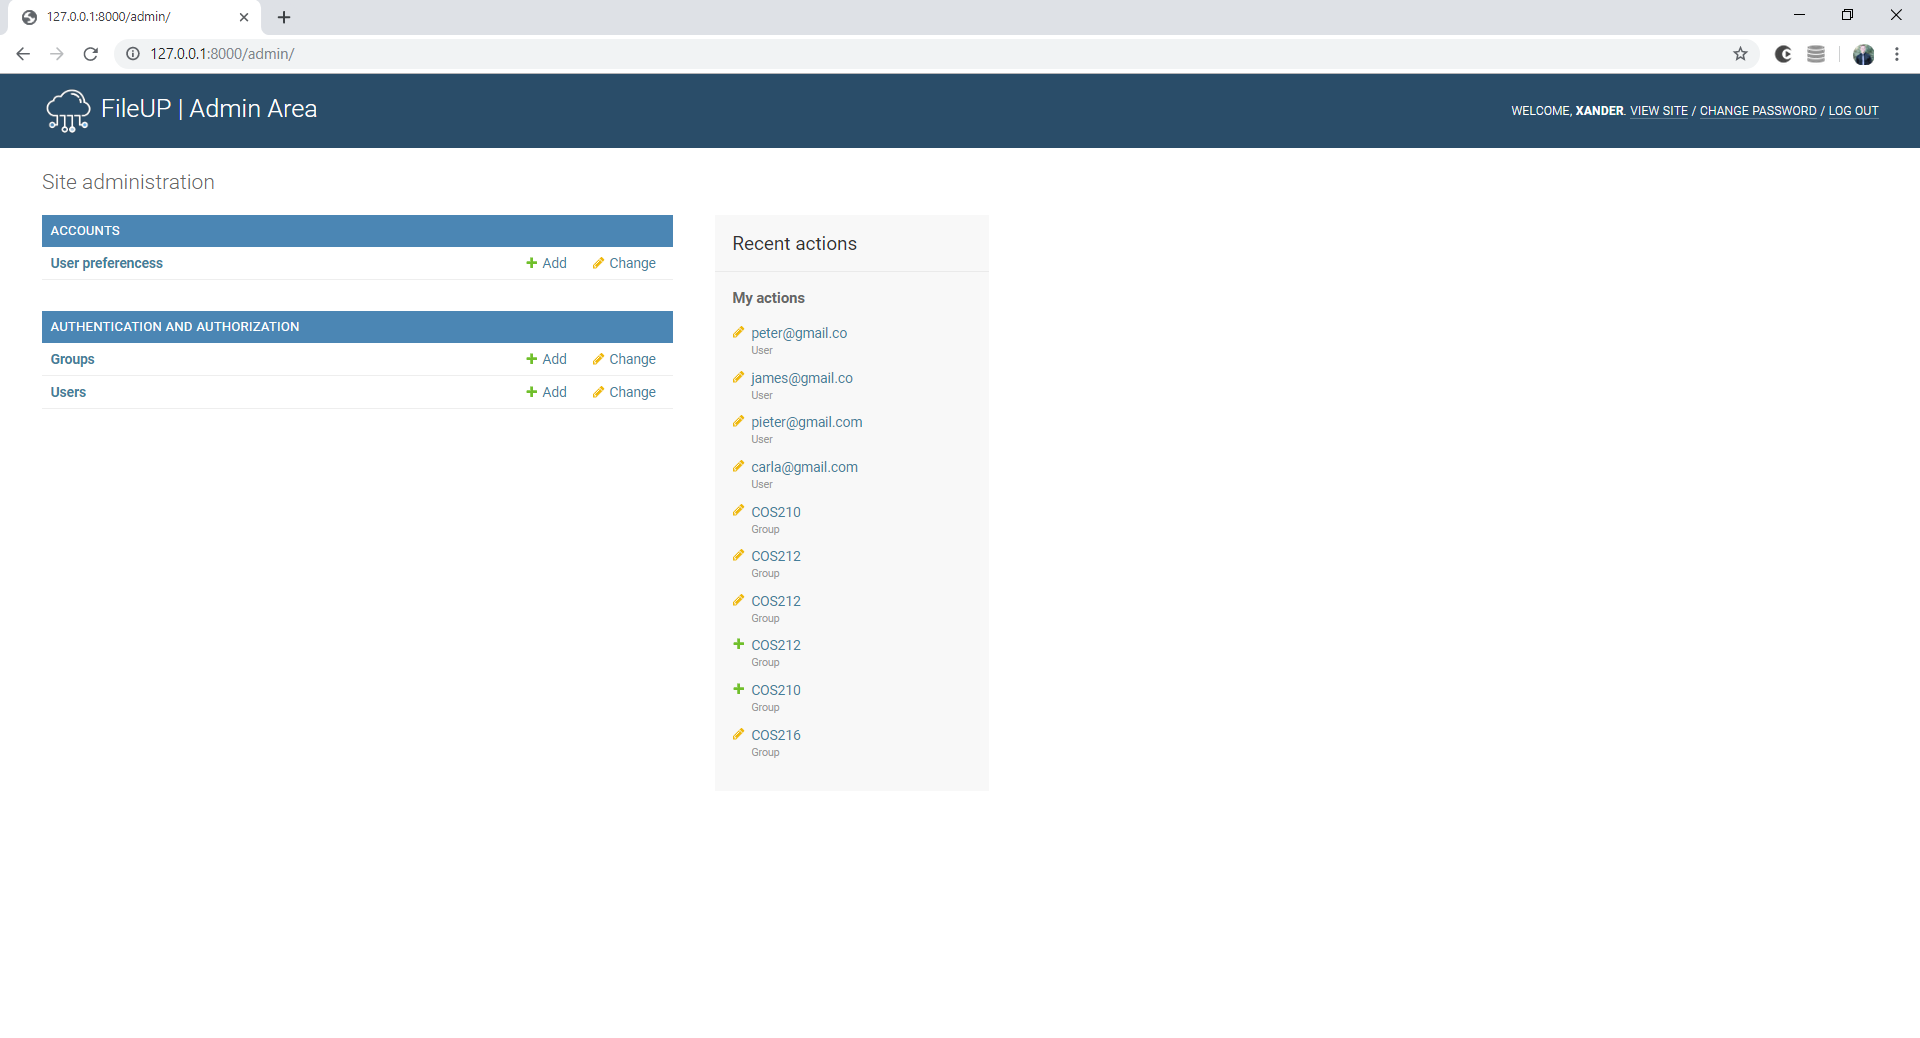 127.0.0.1:8000/admin/
127.0.0.1:8000/admin/
FileUP | Admin Area
WELCOME, XANDER. VIEW SITE / CHANGE PASSWORD / LOG OUT
Site administration
ACCOUNTS
User preferencess Add Change
AUTHENTICATION AND AUTHORIZATION
Groups Add Change
Users Add Change
Recent actions
My actions
peter@gmail.co
User
james@gmail.co
User
pieter@gmail.com
User
carla@gmail.com
User
COS210
Group
COS212
Group
COS212
Group
COS212
Group
COS210
Group
COS216
Group